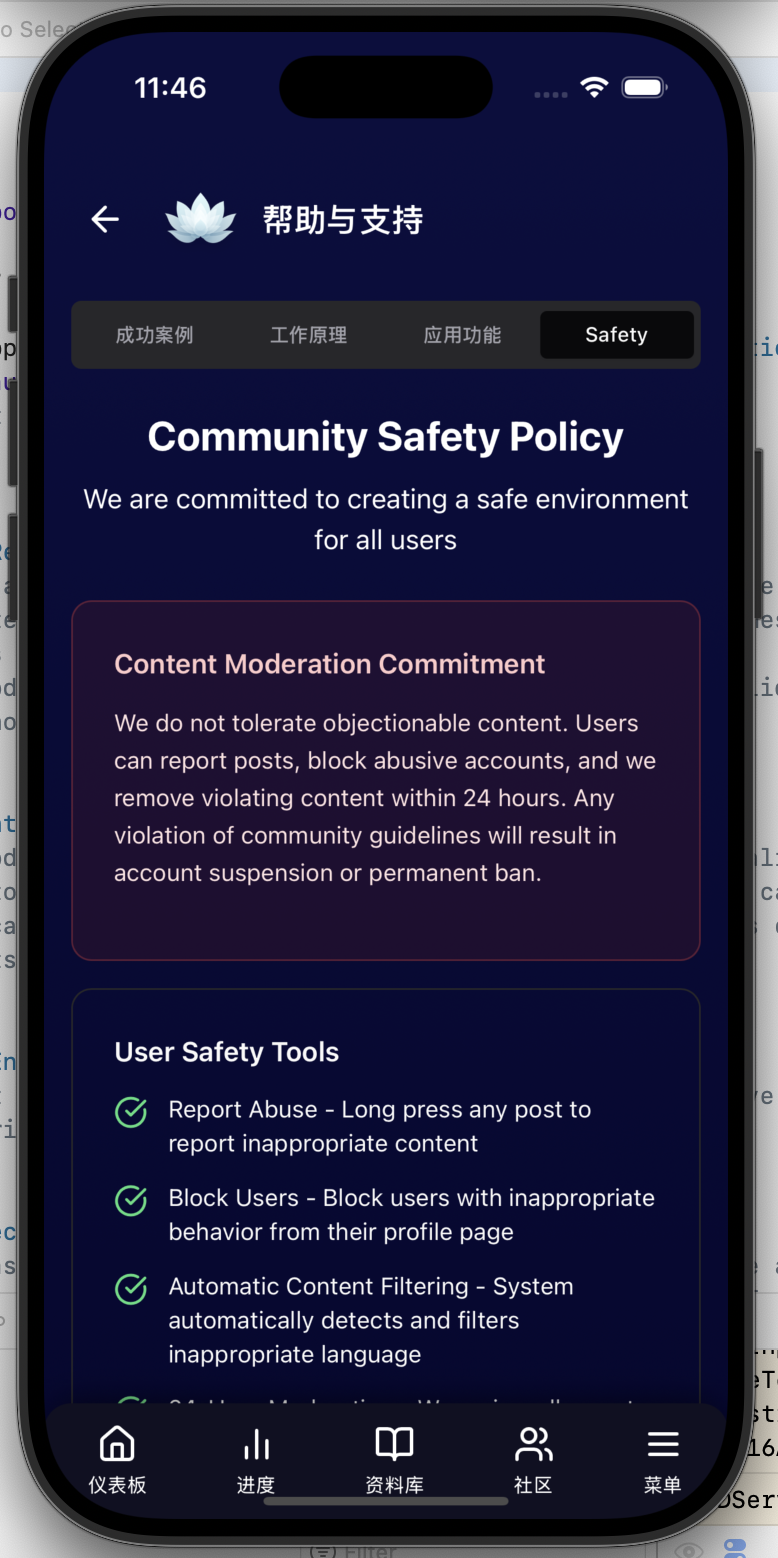 11:46
帮助与支持
成功案例
工作原理
应用功能
Safety
Community Safety Policy
We are committed to creating a safe environment
for all users
Content Moderation Commitment
We do not tolerate objectionable content. Users
can report posts, block abusive accounts, and we
remove violating content within 24 hours. Any
violation of community guidelines will result in
account suspension or permanent ban.
User Safety Tools
Report Abuse - Long press any post to
report inappropriate content
Block Users - Block users with inappropriate
behavior from their profile page
Automatic Content Filtering - System
automatically detects and filters
inappropriate language
仪表板
进度
资料库
社区
菜单
Filter